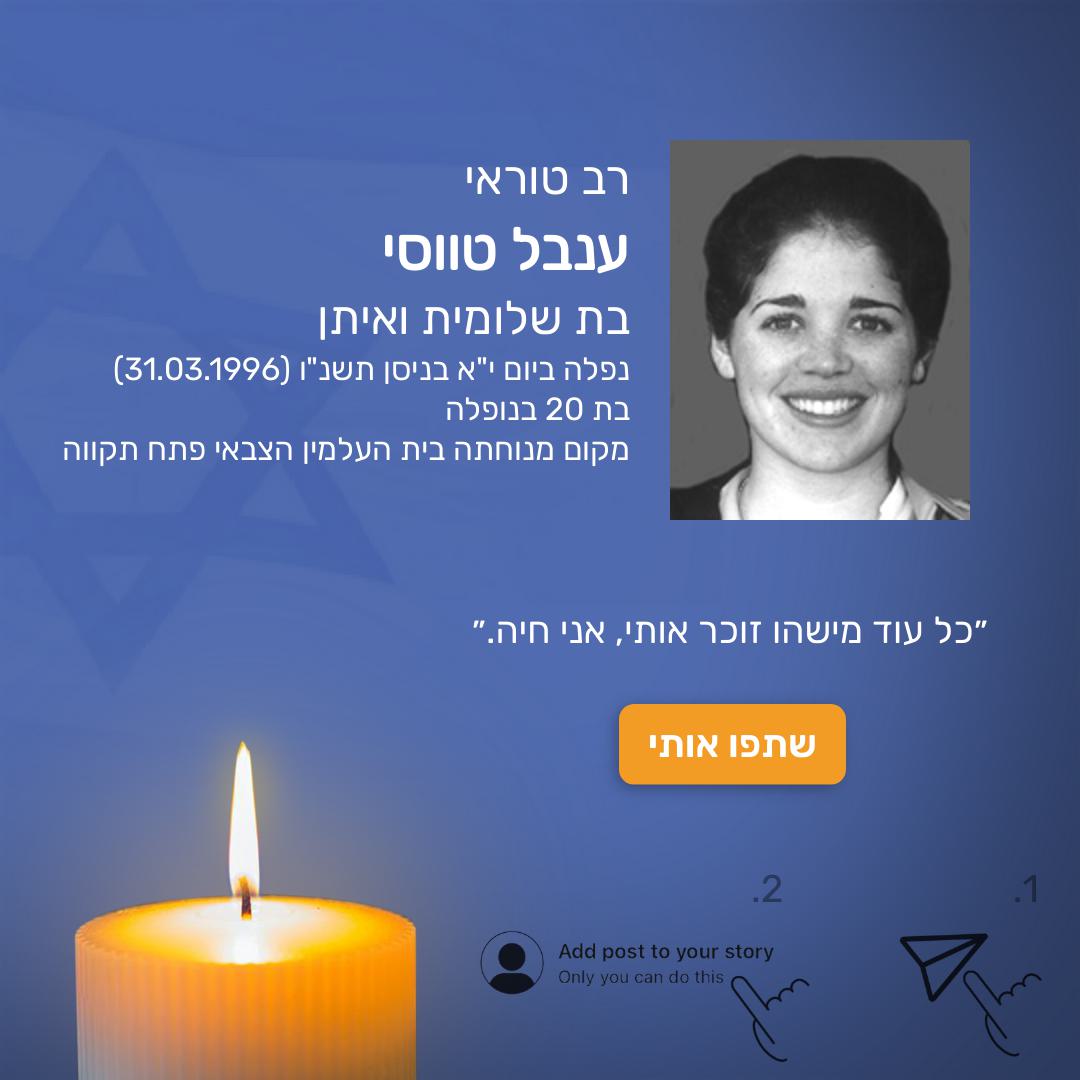 רב טוראי
ענבל טווסי
בת שלומית ואיתן
נפלה ביום י"א בניסן תשנ"ו (31.03.1996)
בת 20 בנופלה
מקום מנוחתה בית העלמין הצבאי פתח תקווה
״כל עוד מישהו זוכר אותי, אני חיה.״
שתפו אותי
1.
2.
Add post to your story
Only you can do this